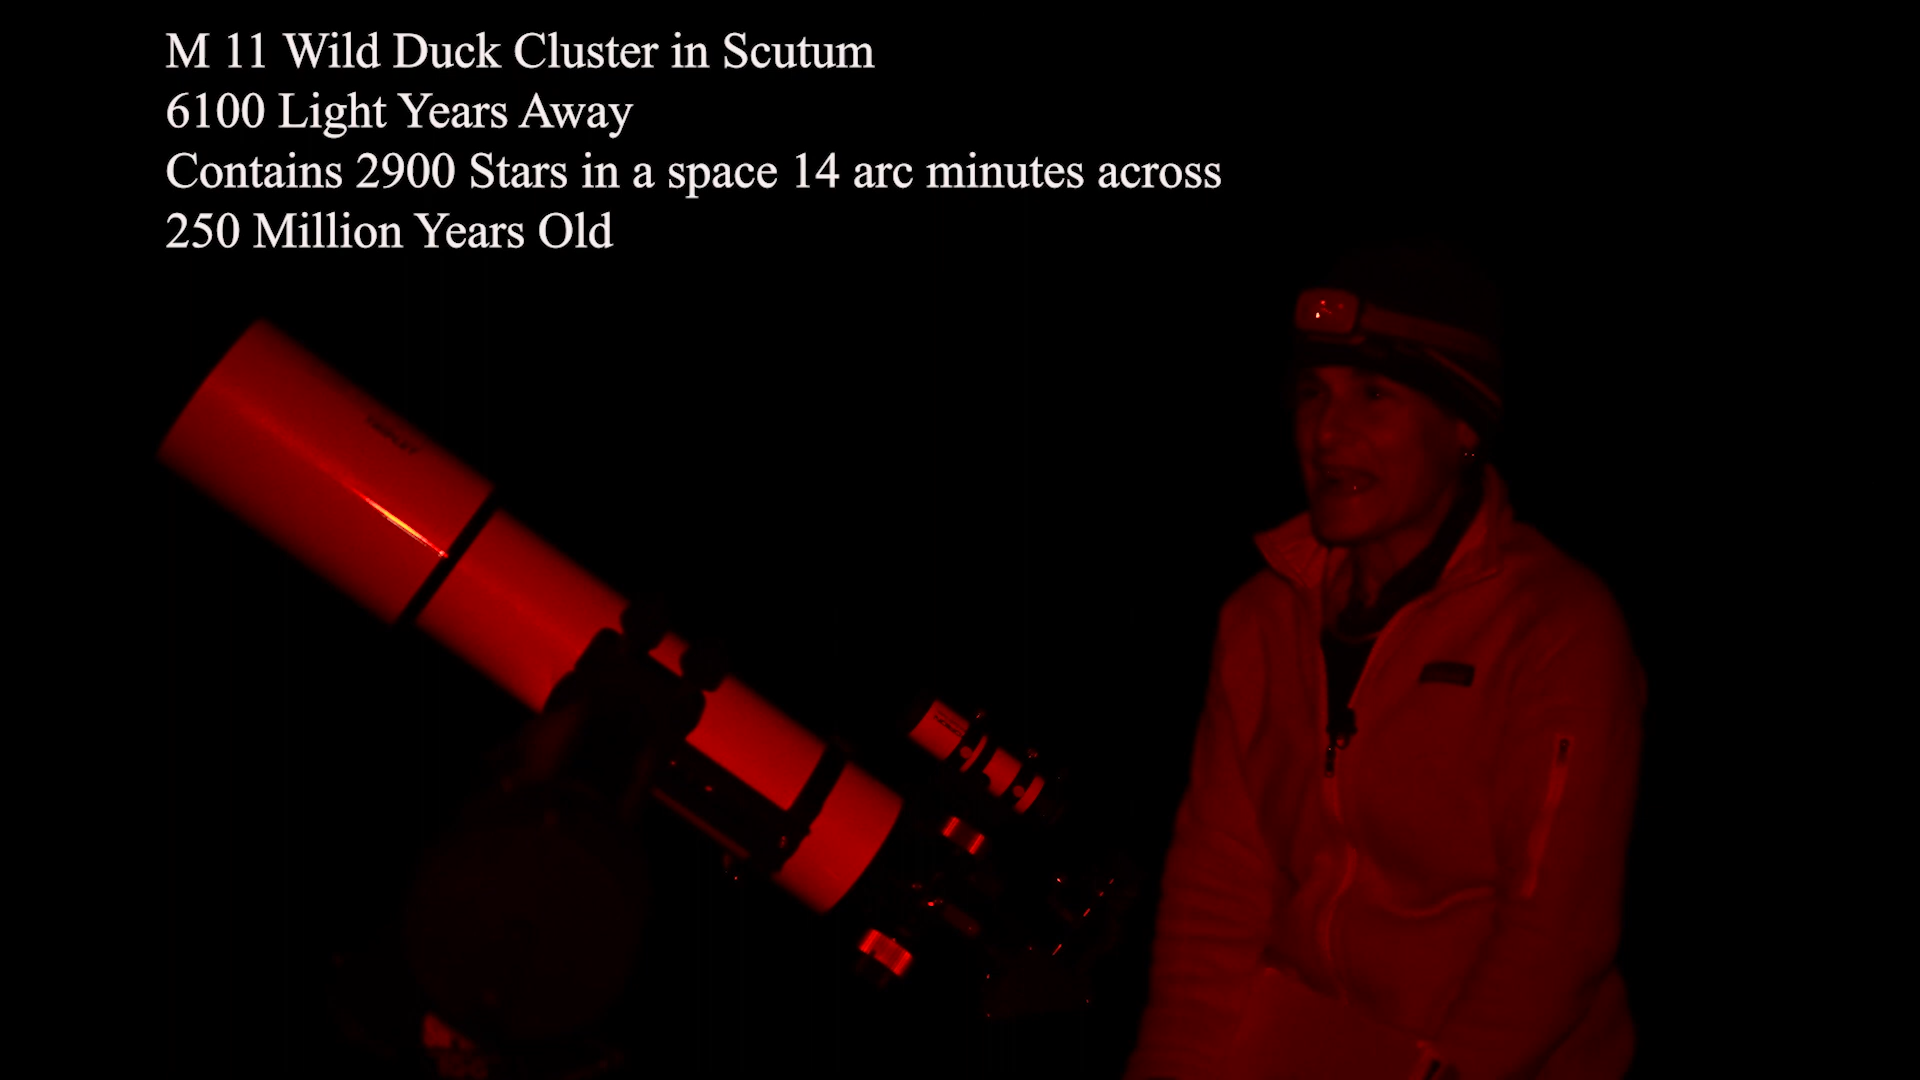 M 11 Wild Duck Cluster in Scutum
6100 Light Years Away
Contains 2900 Stars in a space 14 arc minutes across
250 Million Years Old